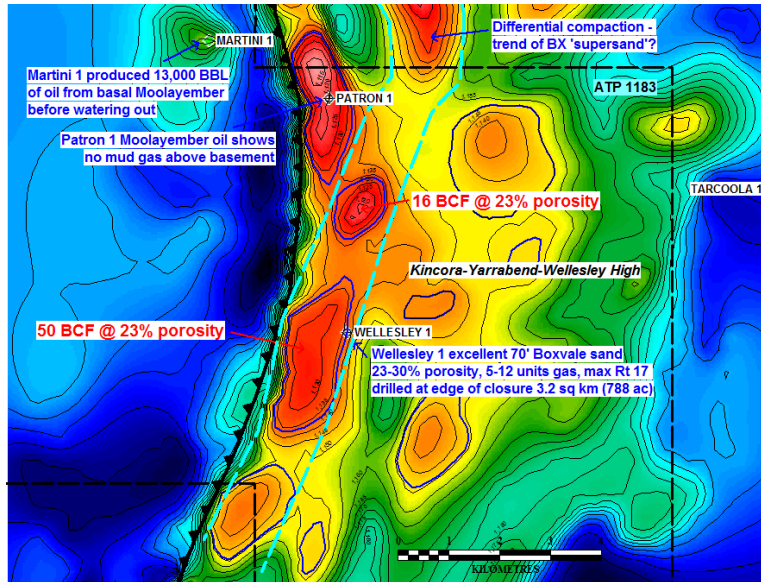 MARTINI 1
Differential compaction -
trend of BX 'supersand'?
Martini 1 produced 13,000 BBL
of oil from basal Moolayember
before watering out
ATP 1183
PATRON 1
Patron 1 Moolayember oil shows
no mud gas above basement
TARCOOLA 1
16 BCF @ 23% porosity
Kincora-Yarrabend-Wellesley High
50 BCF @ 23% porosity
WELLESLEY 1
Wellesley 1 excellent 70' Boxvale sand
23-30% porosity, 5-12 units gas, max Rt 17
drilled at edge of closure 3.2 sq km (788 ac)
0 1 2 3
KILOMETRES